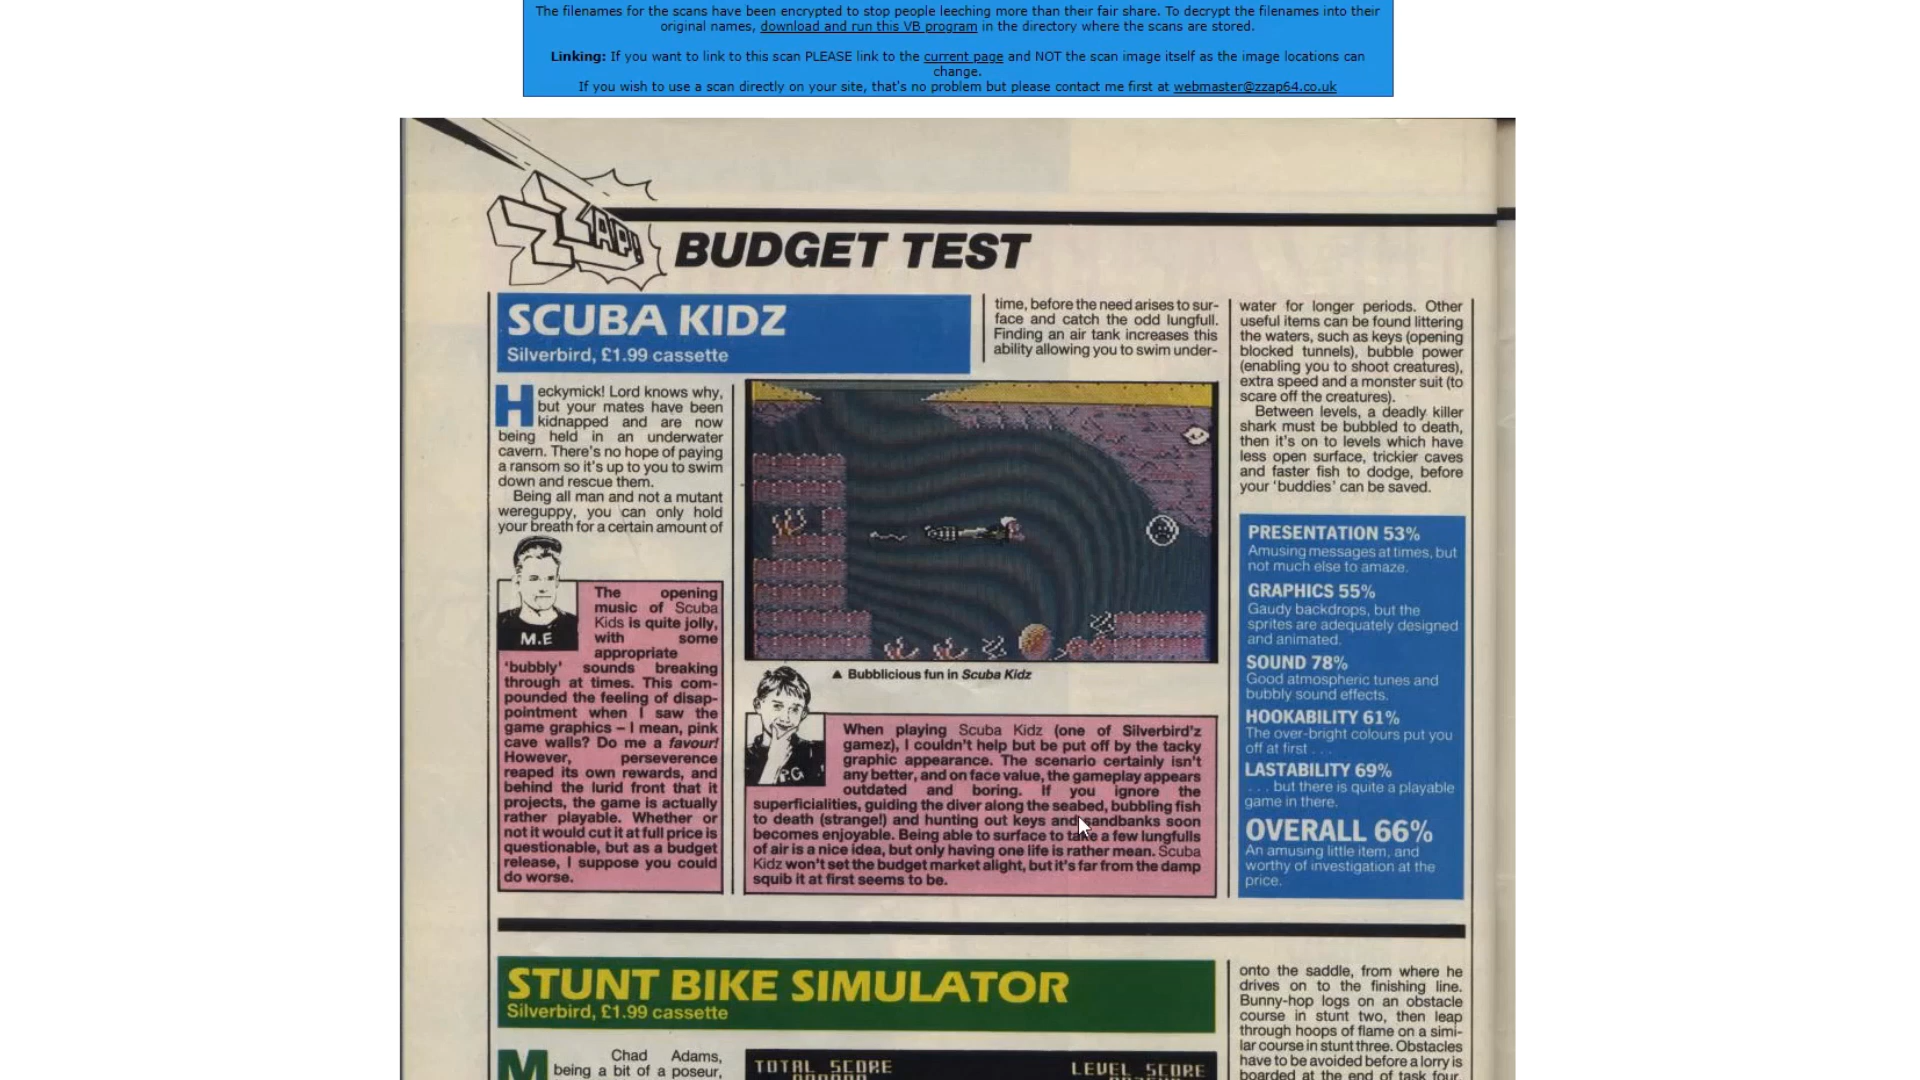 The filenames for the scans have been encrypted to stop people leeching more than their fair share. To decrypt the filenames into their
original names, download and run this VB program in the directory where the scans are stored.
Linking: If you want to link to this scan PLEASE link to the current page and NOT the scan image itself as the image locations can
change.
If you wish to use a scan directly on your site, that's no problem but please contact me first at webmaster@zzap64.co.uk
ZZAP!
BUDGET TEST
SCUBA KIDZ
Silverbird, £1.99 cassette
Heckymick! Lord knows why,
but your mates have been
kidnapped and are now
being held in an underwater
cavern. There's no hope of paying
a ransom so it's up to you to swim
down and rescue them.
Being all man and not a mutant
wereguppy, you can only hold
your breath for a certain amount of
time, before the need arises to sur-
face and catch the odd lungfull.
Finding an air tank increases this
ability allowing you to swim under-
water for longer periods. Other
useful items can be found littering
the waters, such as keys (opening
blocked tunnels), bubble power
(enabling you to shoot creatures),
extra speed and a monster suit (to
scare off the creatures).
Between levels, a deadly killer
shark must be bubbled to death,
then it's on to levels which have
less open surface, trickier caves
and faster fish to dodge, before
your 'buddies' can be saved.
M.E
The opening
music of Scuba
Kids is quite jolly,
with some
appropriate
'bubbly' sounds breaking
through at times. This com-
pounded the feeling of disap-
pointment when I saw the
game graphics – I mean, pink
cave walls? Do me a favour!
However, perseverence
reaped its own rewards, and
behind the lurid front that it
projects, the game is actually
rather playable. Whether or
not it would cut it at full price is
questionable, but as a budget
release, I suppose you could
do worse.
▲ Bubblicious fun in Scuba Kidz
P.G
When playing Scuba Kidz (one of Silverbird'z
gamez), I couldn't help but be put off by the tacky
graphic appearance. The scenario certainly isn't
any better, and on face value, the gameplay appears
outdated and boring. If you ignore the
superficialities, guiding the diver along the seabed, bubbling fish
to death (strange!) and hunting out keys and sandbanks soon
becomes enjoyable. Being able to surface to take a few lungfulls
of air is a nice idea, but only having one life is rather mean. Scuba
Kidz won't set the budget market alight, but it's far from the damp
squib it at first seems to be.
PRESENTATION 53%
Amusing messages at times, but
not much else to amaze.
GRAPHICS 55%
Gaudy backdrops, but the
sprites are adequately designed
and animated.
SOUND 78%
Good atmospheric tunes and
bubbly sound effects.
HOOKABILITY 61%
The over-bright colours put you
off at first . . .
LASTABILITY 69%
. . . but there is quite a playable
game in there.
OVERALL 66%
An amusing little item, and
worthy of investigation at the
price.
STUNT BIKE SIMULATOR
Silverbird, £1.99 cassette
M Chad Adams,
being a bit of a poseur,
TOTAL SCORE
LEVEL SCORE
onto the saddle, from where he
drives on to the finishing line.
Bunny-hop logs on an obstacle
course in stunt two, then leap
through hoops of flame on a simi-
lar course in stunt three. Obstacles
have to be avoided before a lorry is
boarded at the end of task four.